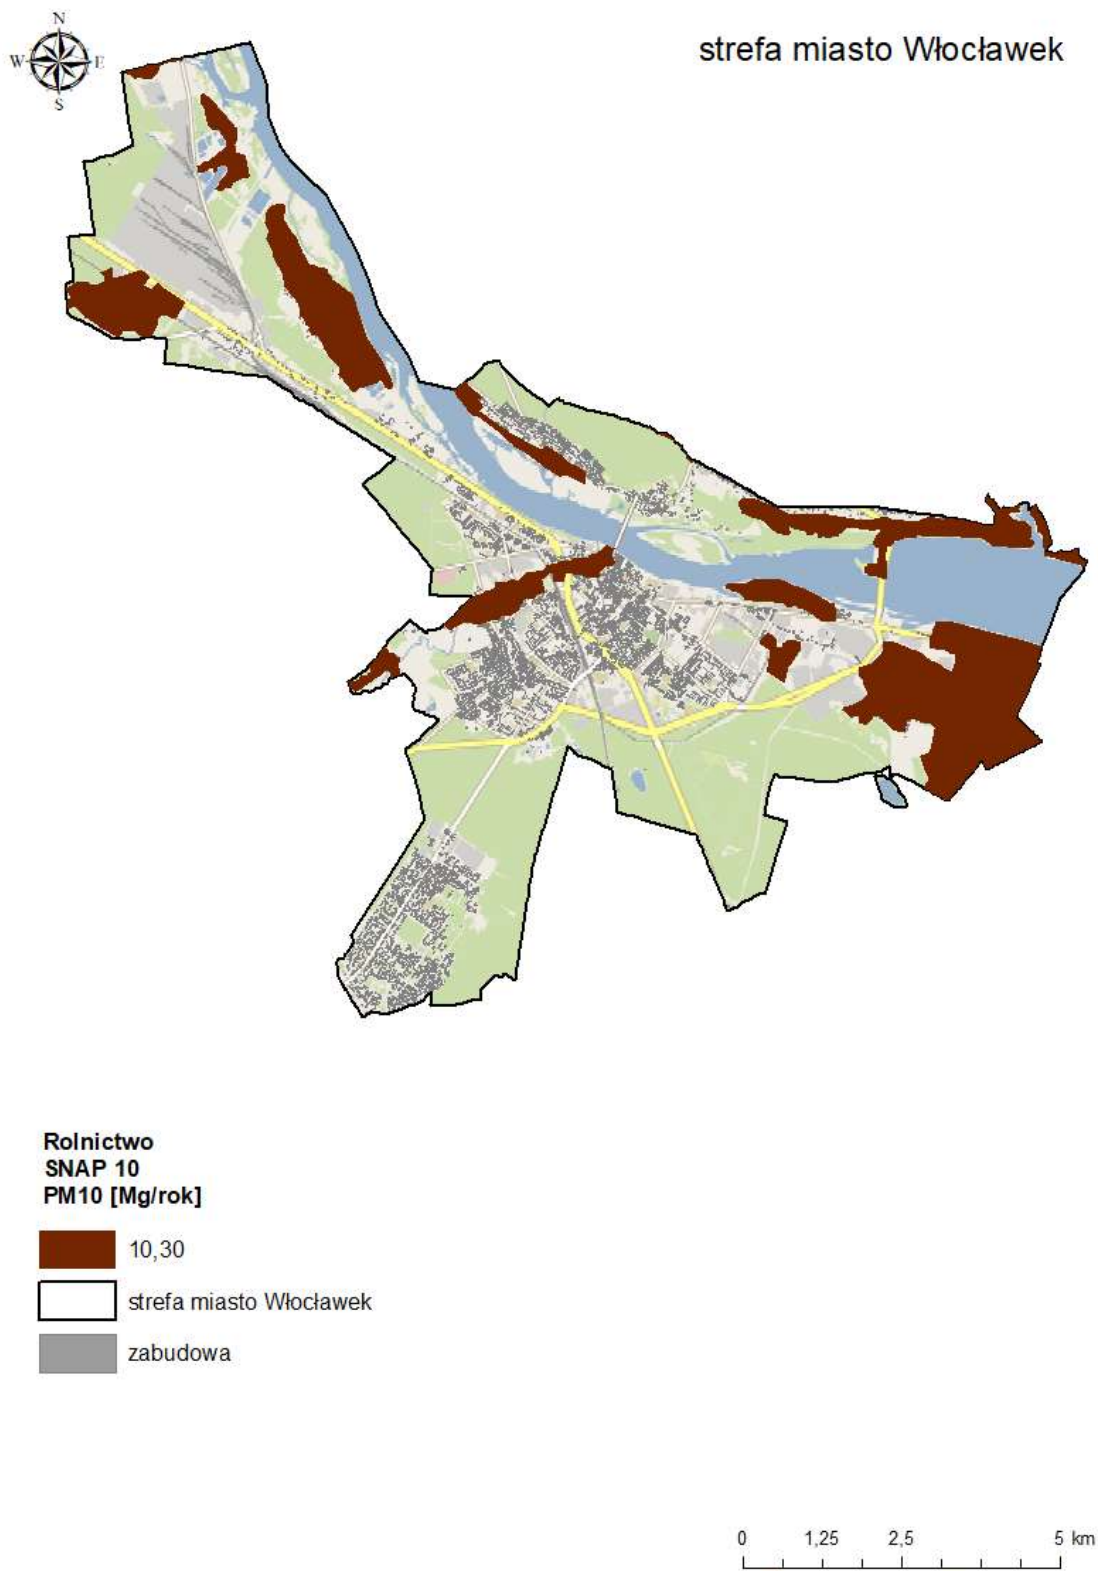 N
W E
S
strefa miasto Włocławek
Rolnictwo
SNAP 10
PM10 [Mg/rok]
10,30
strefa miasto Włocławek
zabudowa
0 1,25 2,5 5 km